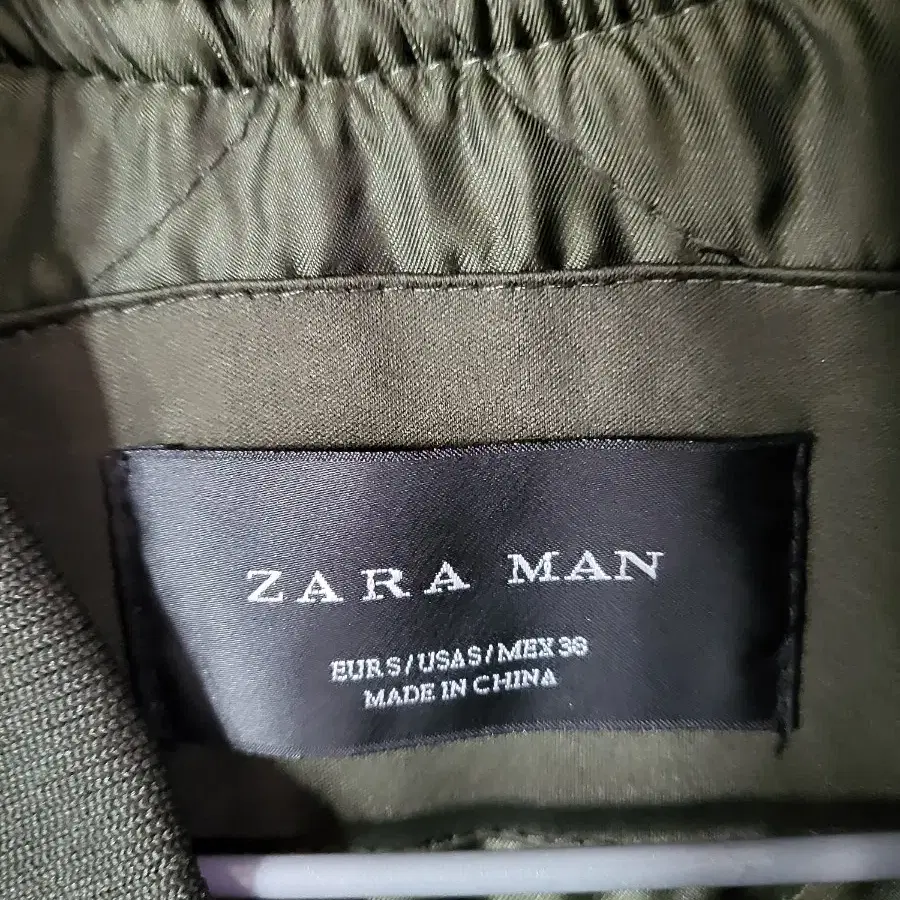 ZARA MAN
EUR S/USA S/MEX 38
MADE IN CHINA